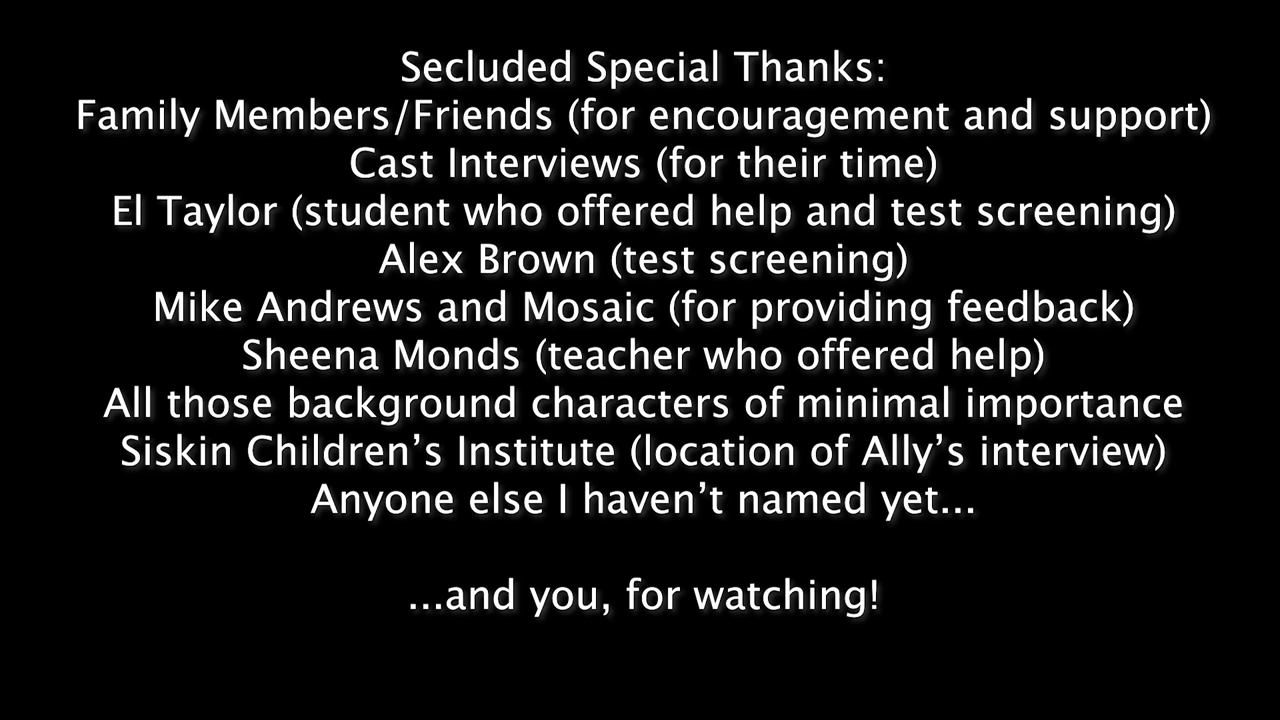 Secluded Special Thanks:
Family Members/Friends (for encouragement and support)
Cast Interviews (for their time)
El Taylor (student who offered help and test screening)
Alex Brown (test screening)
Mike Andrews and Mosaic (for providing feedback)
Sheena Monds (teacher who offered help)
All those background characters of minimal importance
Siskin Children’s Institute (location of Ally’s interview)
Anyone else I haven’t named yet...
...and you, for watching!